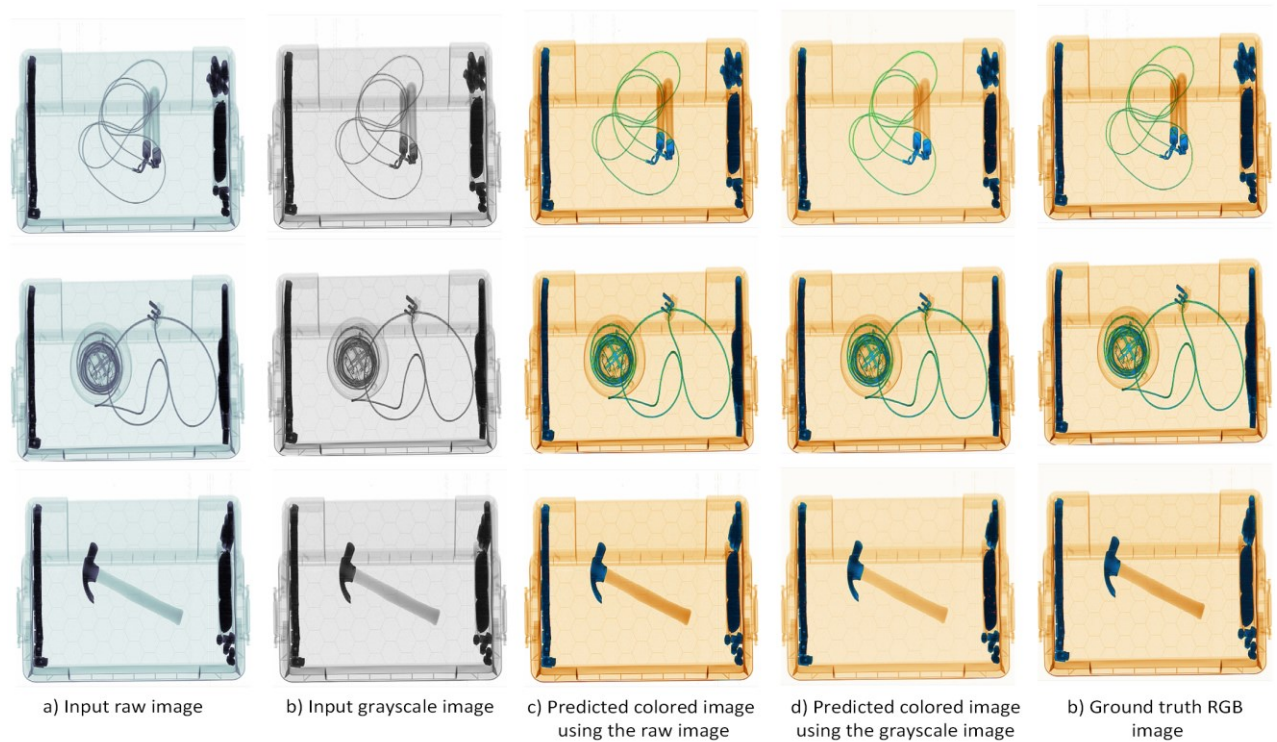 a) Input raw image
b) Input grayscale image
c) Predicted colored image
using the raw image
d) Predicted colored image
using the grayscale image
b) Ground truth RGB
image